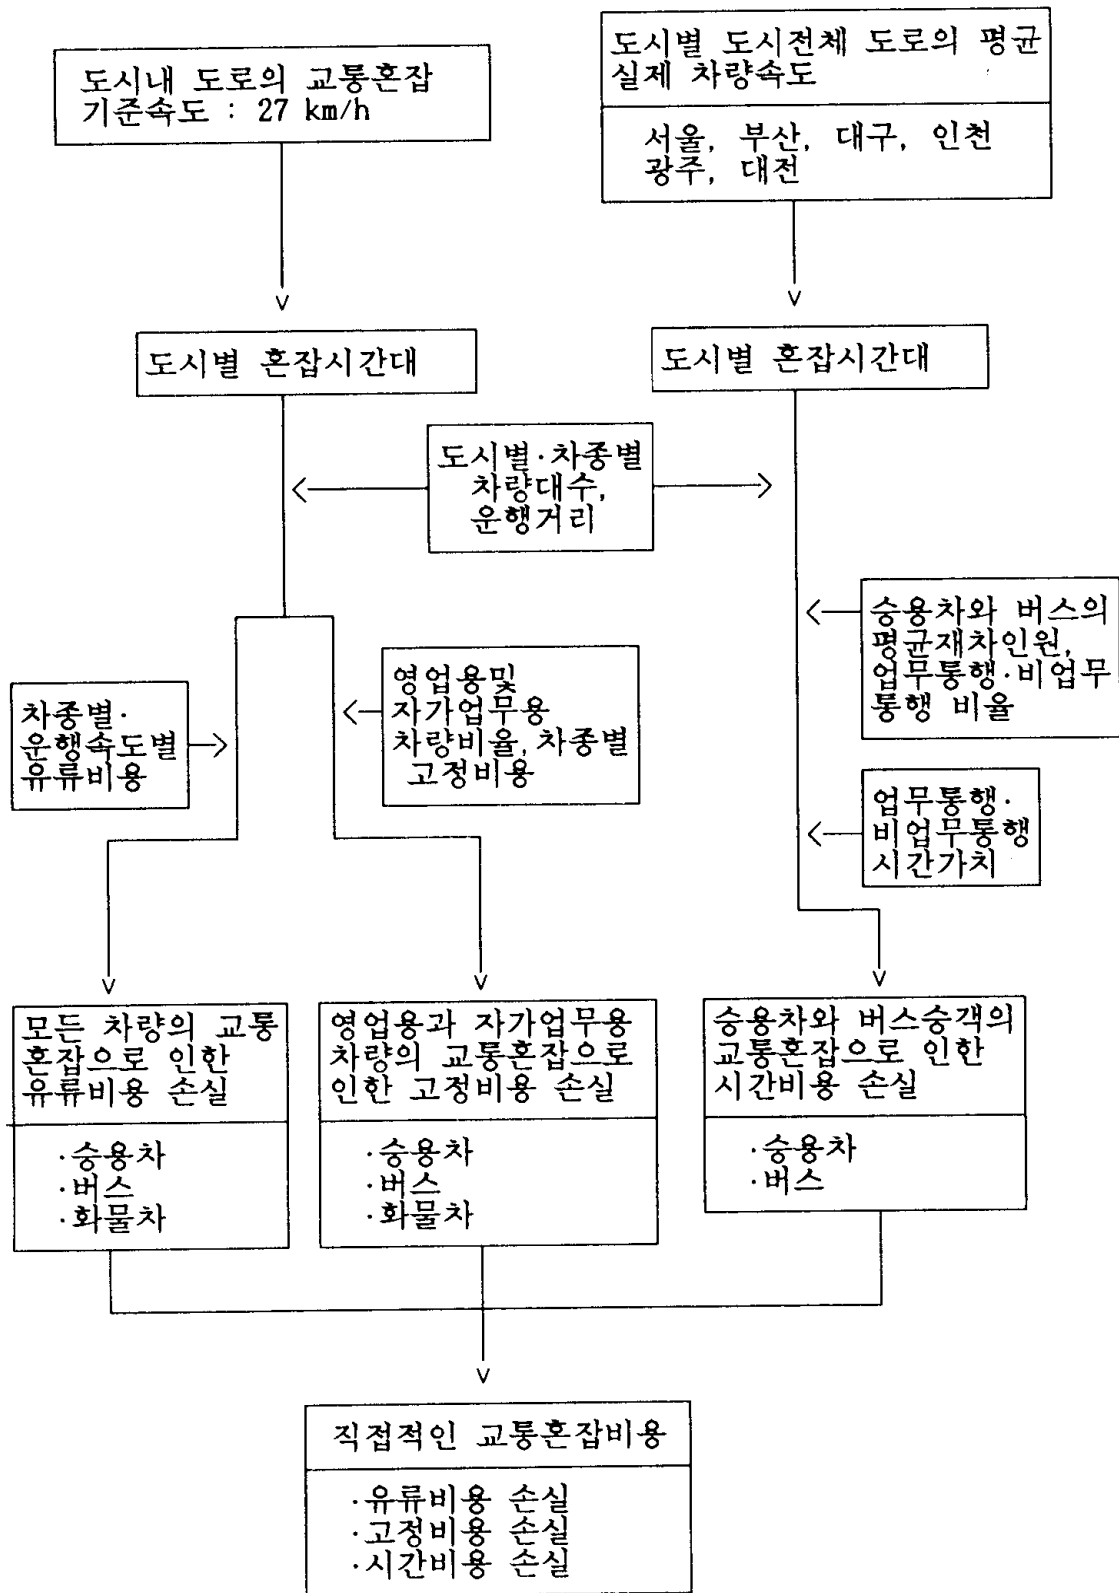 도시내 도로의 교통혼잡
기준속도 : 27 km/h
도시별 도시전체 도로의 평균
실제 차량속도
서울, 부산, 대구, 인천
광주, 대전
도시별 혼잡시간대
도시별 혼잡시간대
도시별·차종별
차량대수,
운행거리
승용차와 버스의
평균재차인원,
업무통행·비업무
통행 비율
차종별·
운행속도별
유류비용
영업용및
자가업무용
차량비율, 차종별
고정비용
업무통행·
비업무통행
시간가치
모든 차량의 교통
혼잡으로 인한
유류비용 손실
·승용차
·버스
·화물차
영업용과 자가업무용
차량의 교통혼잡으로
인한 고정비용 손실
·승용차
·버스
·화물차
승용차와 버스승객의
교통혼잡으로 인한
시간비용 손실
·승용차
·버스
직접적인 교통혼잡비용
·유류비용 손실
·고정비용 손실
·시간비용 손실